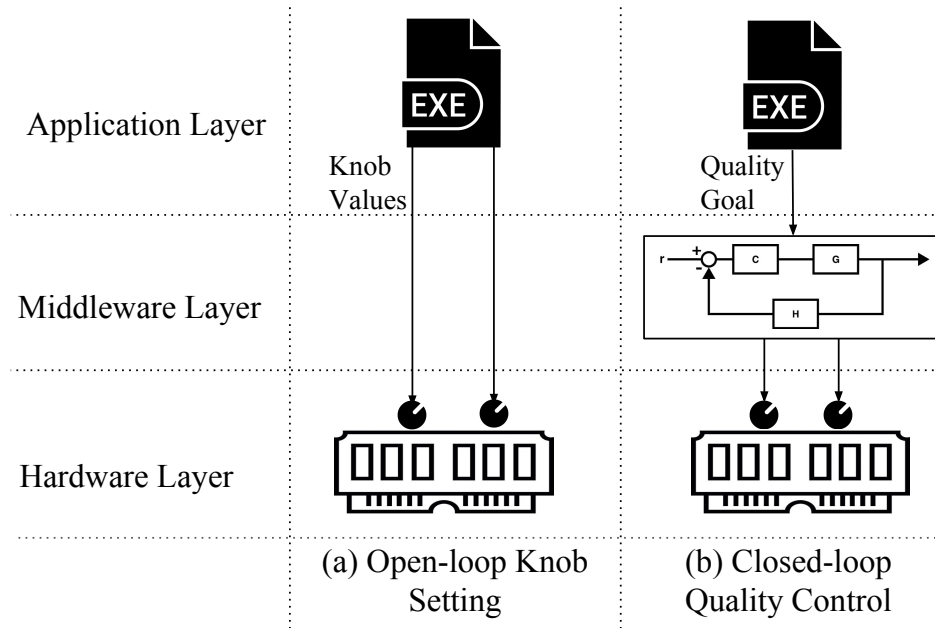 EXE
EXE
Application Layer
Knob
Values
Quality
Goal
r
+
-
C
G
H
Middleware Layer
Hardware Layer
(a) Open-loop Knob
Setting
(b) Closed-loop
Quality Control